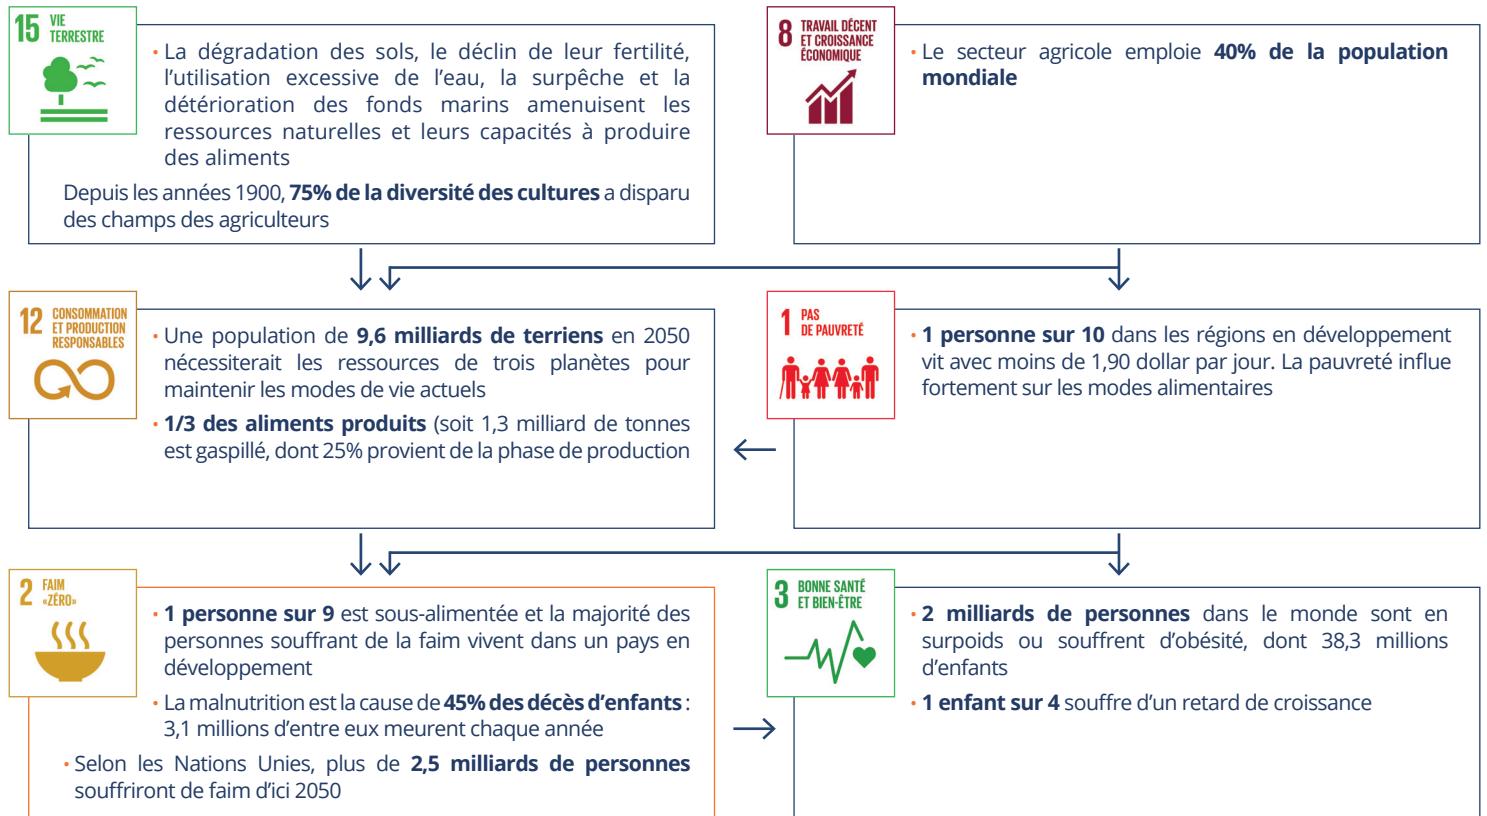 15 VIE
TERRESTRE
• La dégradation des sols, le déclin de leur fertilité,
l’utilisation excessive de l’eau, la surpêche et la
détérioration des fonds marins amenuisent les
ressources naturelles et leurs capacités à produire
des aliments
Depuis les années 1900, 75% de la diversité des cultures a disparu
des champs des agriculteurs
8 TRAVAIL DÉCENT
ET CROISSANCE
ÉCONOMIQUE
• Le secteur agricole emploie 40% de la population
mondiale
12 CONSOMMATION
ET PRODUCTION
RESPONSABLES
• Une population de 9,6 milliards de terriens en 2050
nécessiterait les ressources de trois planètes pour
maintenir les modes de vie actuels
• 1/3 des aliments produits (soit 1,3 milliard de tonnes
est gaspillé, dont 25% provient de la phase de production
1 PAS
DE PAUVRETÉ
• 1 personne sur 10 dans les régions en développement
vit avec moins de 1,90 dollar par jour. La pauvreté influe
fortement sur les modes alimentaires
2 FAIM
«ZÉRO»
• 1 personne sur 9 est sous-alimentée et la majorité des
personnes souffrant de la faim vivent dans un pays en
développement
• La malnutrition est la cause de 45% des décès d’enfants :
3,1 millions d’entre eux meurent chaque année
• Selon les Nations Unies, plus de 2,5 milliards de personnes
souffriront de faim d’ici 2050
3 BONNE SANTÉ
ET BIEN-ÊTRE
• 2 milliards de personnes dans le monde sont en
surpoids ou souffrent d’obésité, dont 38,3 millions
d’enfants
• 1 enfant sur 4 souffre d’un retard de croissance